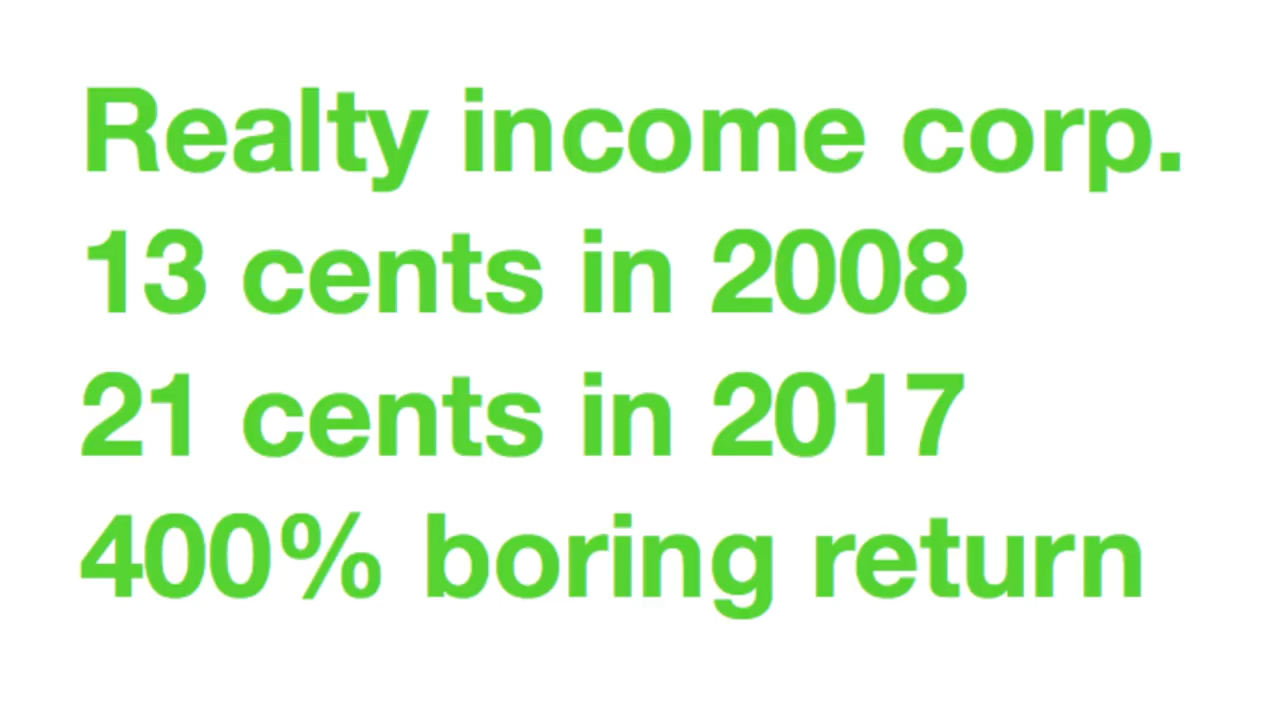 Realty income corp.
13 cents in 2008
21 cents in 2017
400% boring return